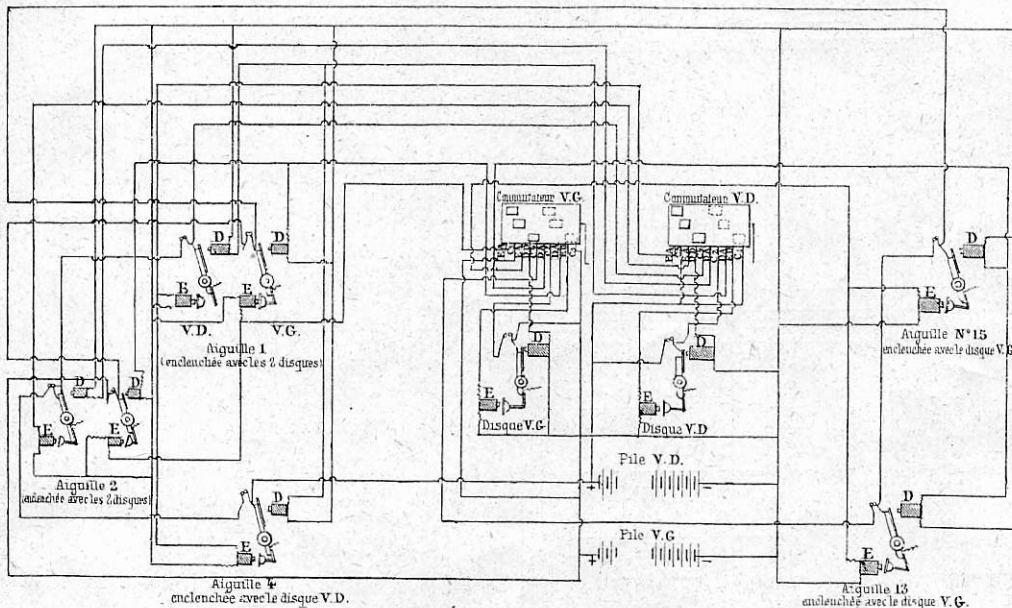 Commutateur V.G.
Commutateur V.D.
D
D
E
E
V.D.
V.G.
Aiguille 1
(enclenchée avec les 2 disques)
D
E
Aiguille N° 15
enclenchée avec le disque V.G
D
E
Disque V.G
D
E
Disque V.D
D
D
E
E
Aiguille 2
(enclenchée avec les 2 disques)
Pile V.D.
+
−
Pile V.G
+
−
D
E
Aiguille 4
enclenchée avec le disque V.D.
D
E
Aiguille 13
enclenchée avec le disque V.G.